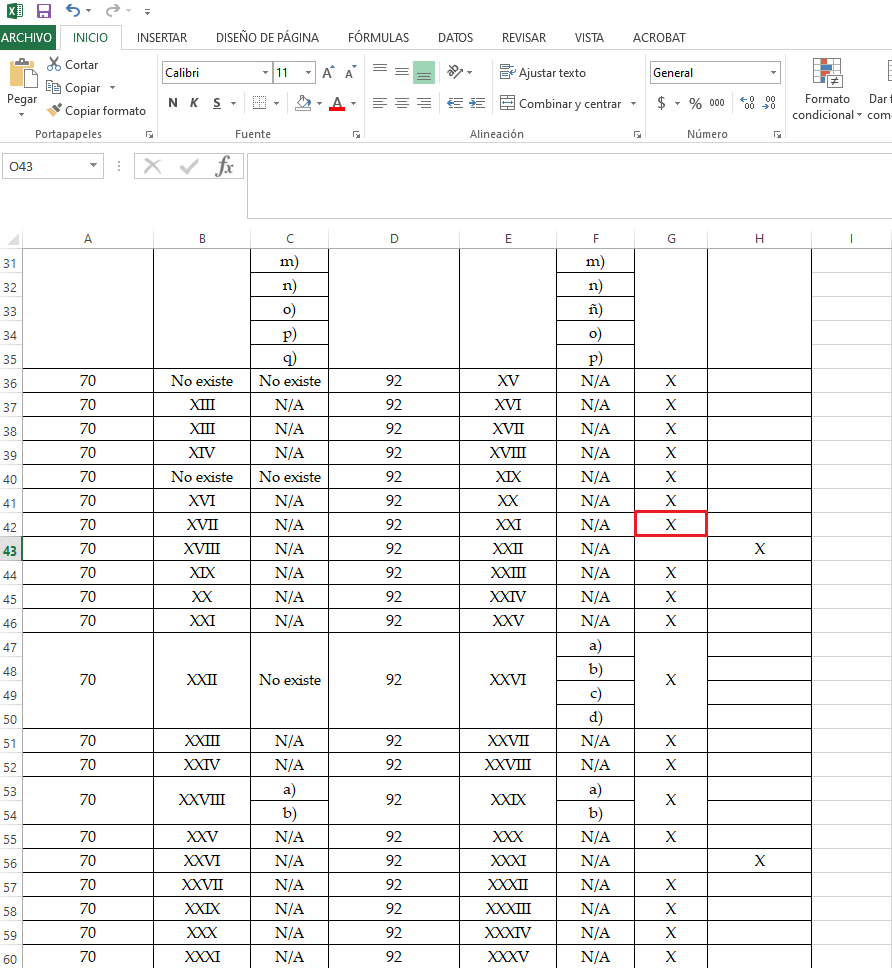 ARCHIVO INICIO INSERTAR DISEÑO DE PÁGINA FÓRMULAS DATOS REVISAR VISTA ACROBAT
Pegar
Cortar
Copiar
Copiar formato
Portapapeles
Calibri 11 A A
N K S A
Fuente
Ajustar texto
Combinar y centrar
Alineación
General
$ % 000 ,00 ,00
Número
Formato
condicional
Dar f
com
O43 fx
A B C D E F G H I
31 m) m)
32 n) n)
33 o) ñ)
34 p) o)
35 q) p)
36 70 No existe No existe 92 XV N/A X
37 70 XIII N/A 92 XVI N/A X
38 70 XIII N/A 92 XVII N/A X
39 70 XIV N/A 92 XVIII N/A X
40 70 No existe No existe 92 XIX N/A X
41 70 XVI N/A 92 XX N/A X
42 70 XVII N/A 92 XXI N/A X
43 70 XVIII N/A 92 XXII N/A X
44 70 XIX N/A 92 XXIII N/A X
45 70 XX N/A 92 XXIV N/A X
46 70 XXI N/A 92 XXV N/A X
47 a)
48 b)
70 XXII No existe 92 XXVI X
49 c)
50 d)
51 70 XXIII N/A 92 XXVII N/A X
52 70 XXIV N/A 92 XXVIII N/A X
53 a) a)
70 XXVIII 92 XXIX X
54 b) b)
55 70 XXV N/A 92 XXX N/A X
56 70 XXVI N/A 92 XXXI N/A X
57 70 XXVII N/A 92 XXXII N/A X
58 70 XXIX N/A 92 XXXIII N/A X
59 70 XXX N/A 92 XXXIV N/A X
60 70 XXXI N/A 92 XXXV N/A X